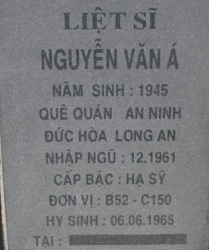 LIỆT SĨ
NGUYỄN VĂN Á
NĂM SINH : 1945
QUÊ QUÁN AN NINH
ĐỨC HÒA LONG AN
NHẬP NGŨ : 12.1961
CẤP BẬC : HẠ SỸ
ĐƠN VỊ : B52 - C150
HY SINH : 06.06.1965
TẠI :